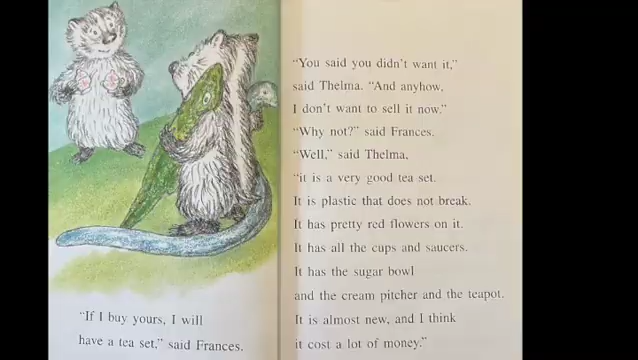 "If I buy yours, I will
have a tea set," said Frances.
"You said you didn't want it,"
said Thelma. "And anyhow,
I don't want to sell it now."
"Why not?" said Frances.
"Well," said Thelma,
"it is a very good tea set.
It is plastic that does not break.
It has pretty red flowers on it.
It has all the cups and saucers.
It has the sugar bowl
and the cream pitcher and the teapot.
It is almost new, and I think
it cost a lot of money."